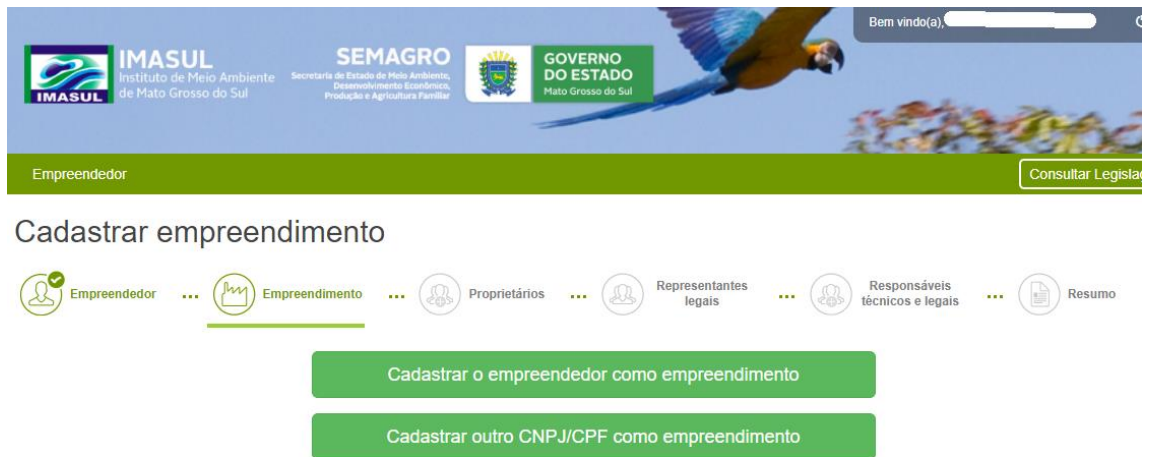 Bem vindo(a),
IMASUL
Instituto de Meio Ambiente
de Mato Grosso do Sul
IMASUL
SEMAGRO
Secretaria de Estado de Meio Ambiente,
Desenvolvimento Econômico,
Produção e Agricultura Familiar
GOVERNO
DO ESTADO
Mato Grosso do Sul
Empreendedor
Consultar Legisla
Cadastrar empreendimento
Empreendedor ... Empreendimento ... Proprietários ... Representantes legais ... Responsáveis técnicos e legais ... Resumo
Cadastrar o empreendedor como empreendimento
Cadastrar outro CNPJ/CPF como empreendimento